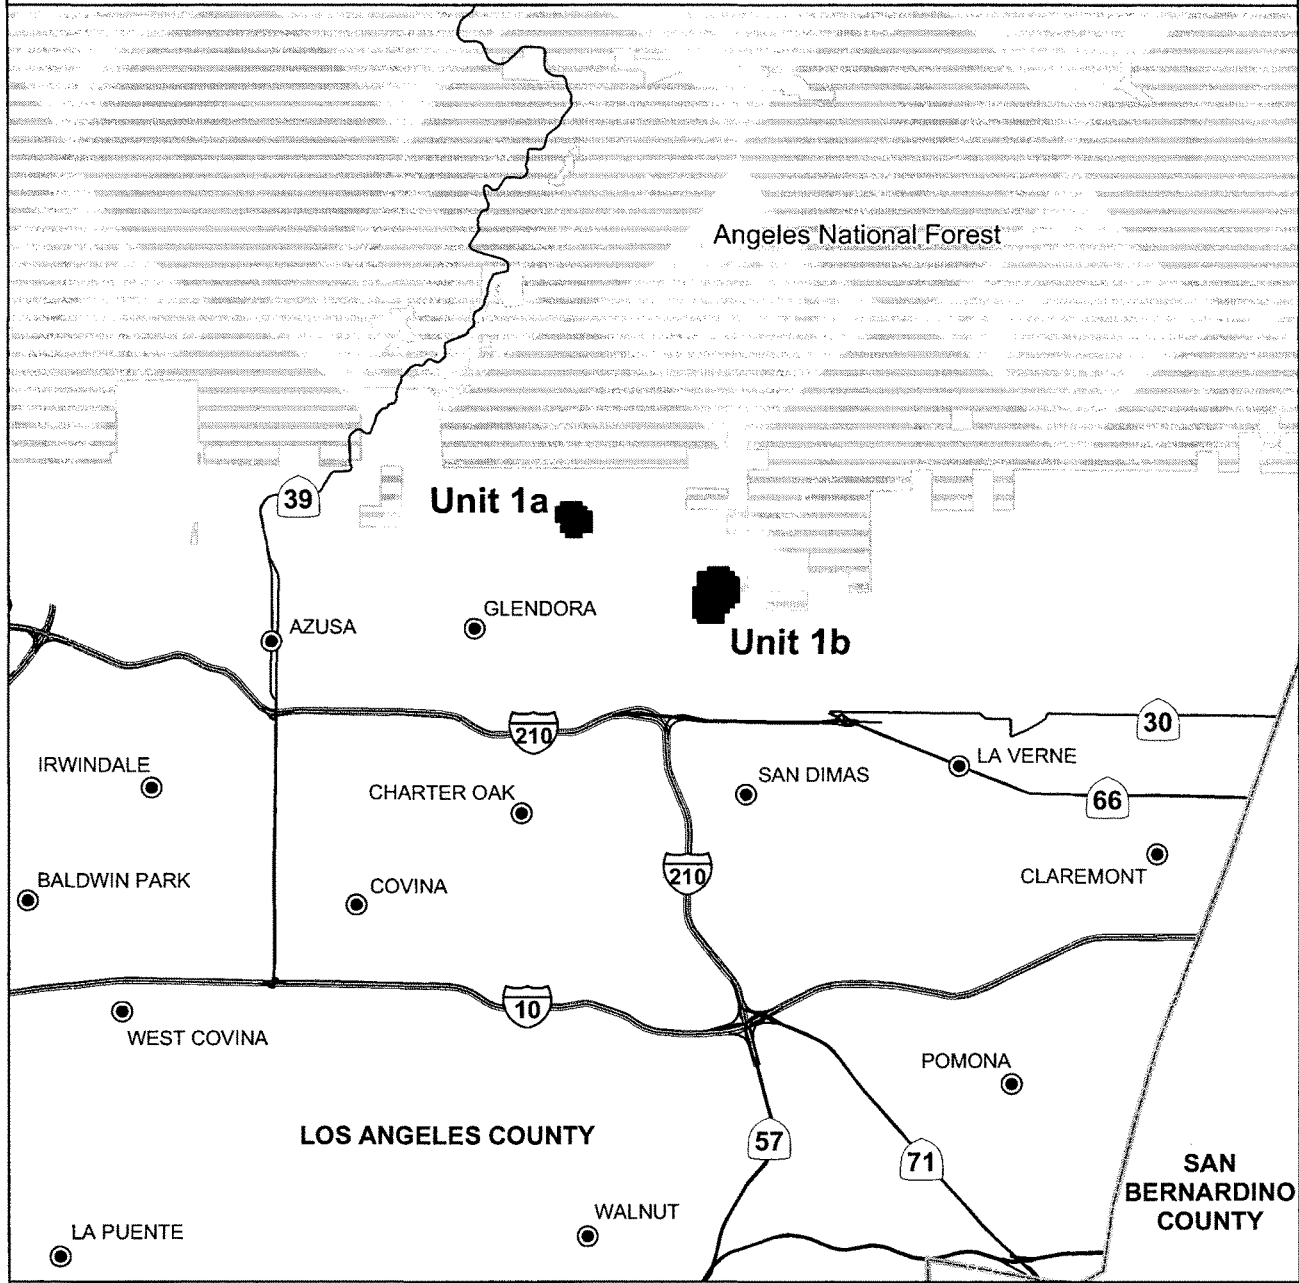 Angeles National Forest
39
Unit 1a
GLENDORA
AZUSA
Unit 1b
210
30
IRWINDALE
LA VERNE
SAN DIMAS
CHARTER OAK
66
210
CLAREMONT
BALDWIN PARK
COVINA
10
WEST COVINA
POMONA
LOS ANGELES COUNTY
57
71
SAN
BERNARDINO
COUNTY
WALNUT
LA PUENTE